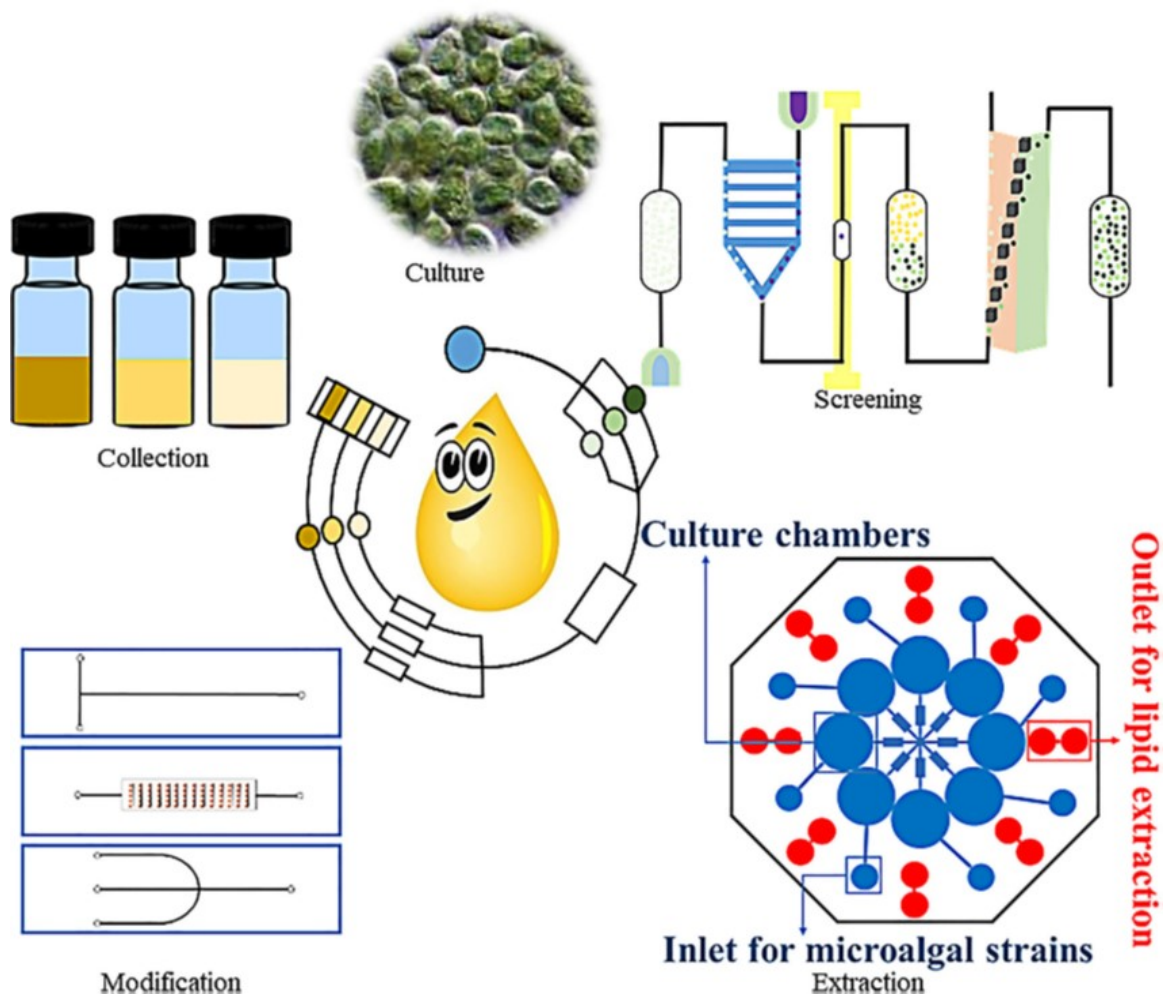 Culture
Screening
Collection
Culture chambers
Outlet for lipid extraction
Inlet for microalgal strains
Modification
Extraction